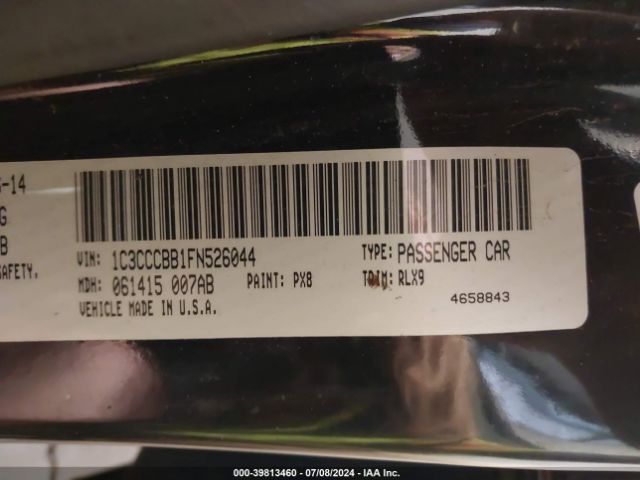 -14
G
B
SAFETY,
VIN: 1C3CCCBB1FN526044
TYPE: PASSENGER CAR
MDH: 061415 007AB
PAINT: PX8
TRIM: RLX9
VEHICLE MADE IN U.S.A.
4658843
000-39813460 - 07/08/2024 - IAA Inc.